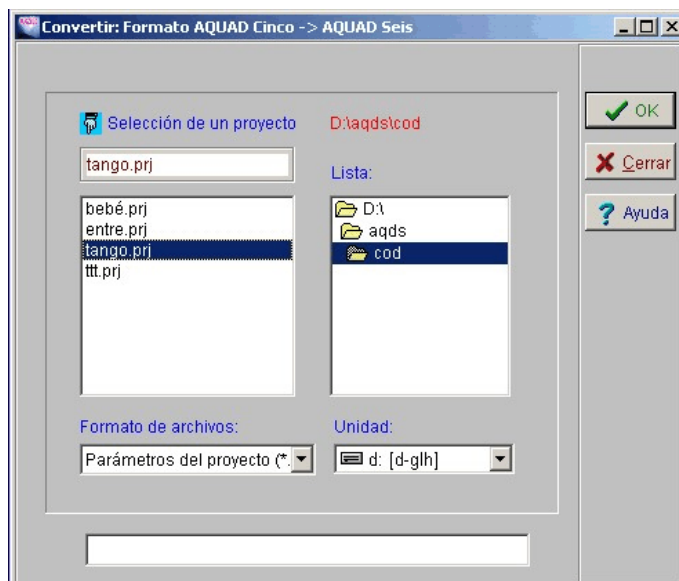 Convertir: Formato AQUAD Cinco -> AQUAD Seis
Selección de un proyecto
D:\aqds\cod
OK
tango.prj
Cerrar
Lista:
bebé.prj
entre.prj
tango.prj
ttt.prj
D:\
aqds
cod
Ayuda
Formato de archivos:
Unidad:
Parámetros del proyecto (*.
d: [d-glh]